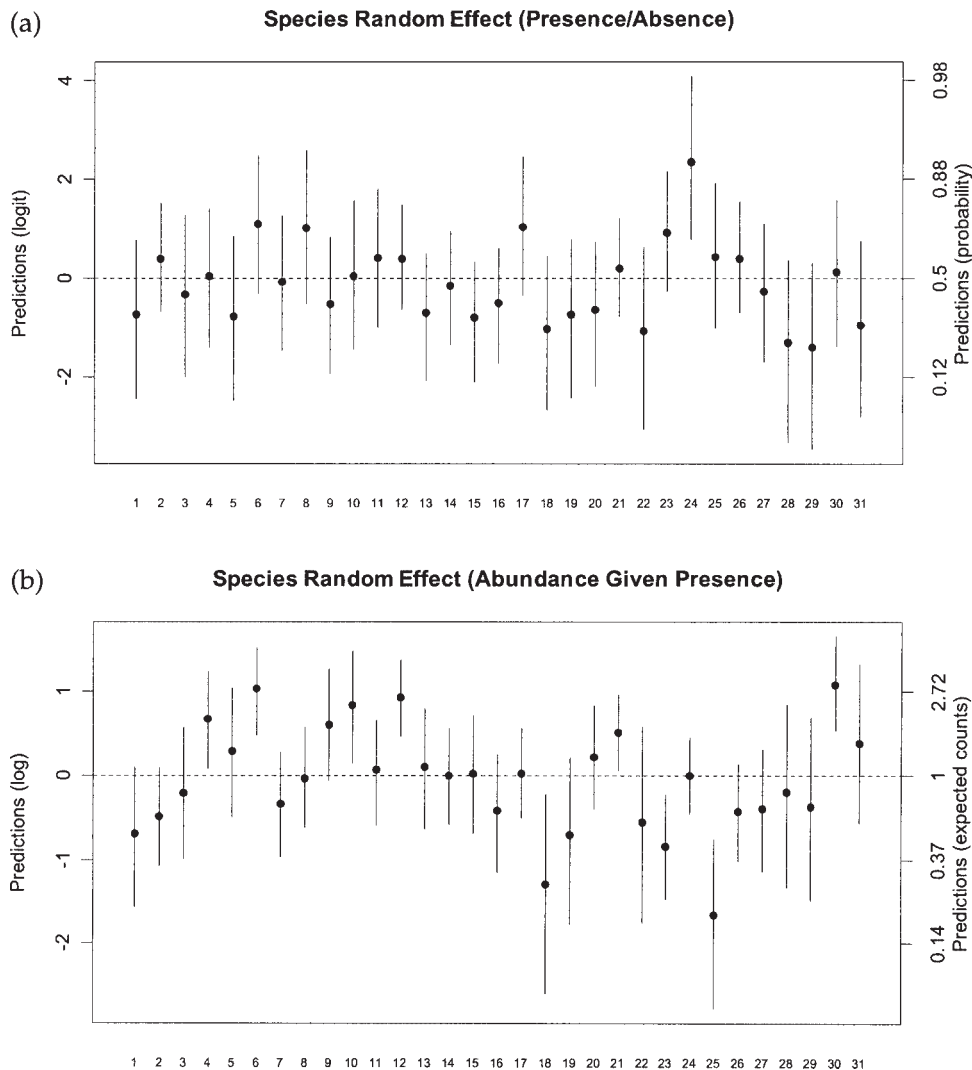 (a)
Species Random Effect (Presence/Absence)
Predictions (logit)
4
2
0
-2
0.98
0.88
0.5
0.12
Predictions (probability)
1 2 3 4 5 6 7 8 9 10 11 12 13 14 15 16 17 18 19 20 21 22 23 24 25 26 27 28 29 30 31
(b)
Species Random Effect (Abundance Given Presence)
Predictions (log)
1
0
-1
-2
2.72
1
0.37
0.14
Predictions (expected counts)
1 2 3 4 5 6 7 8 9 10 11 12 13 14 15 16 17 18 19 20 21 22 23 24 25 26 27 28 29 30 31